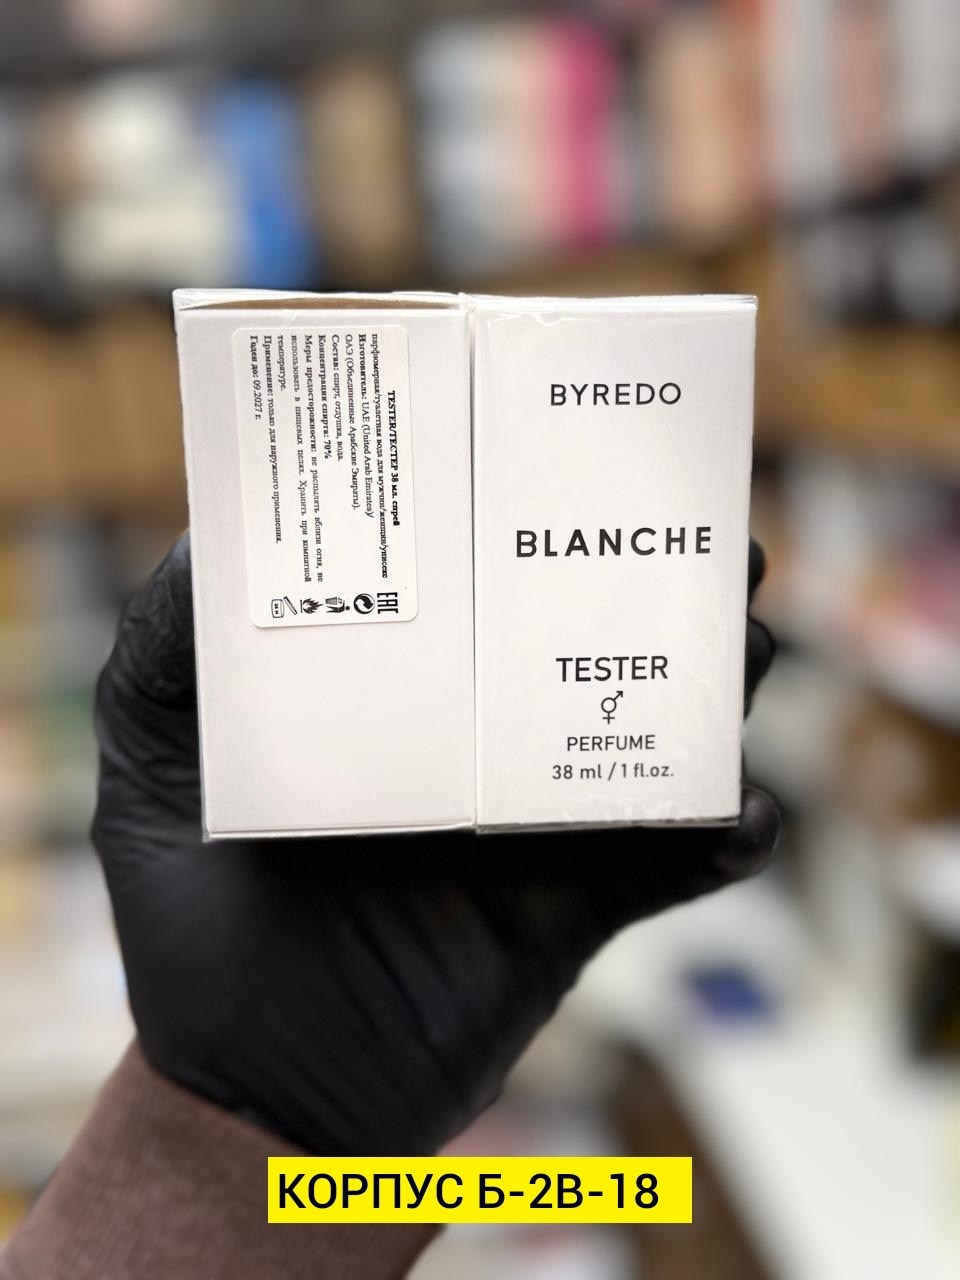 TESTER/ТЕСТЕР 38 мл. спрей
парфюмерная/туалетная вода для мужчин/женщин/унисекс
Изготовитель: UAE (United Arab Emirates)/
ОАЭ (Объединенные Арабские Эмираты).
Состав: спирт, отдушка, вода.
Концентрация спирта: 70%
Меры предосторожности: не распылять вблизи огня, не
использовать в пищевых целях. Хранить при комнатной
температуре.
Применение: только для наружного применения.
Годен до: 09.2027 г.
EAC
BYREDO
BLANCHE
TESTER
PERFUME
38 ml / 1 fl.oz.
КОРПУС Б-2В-18